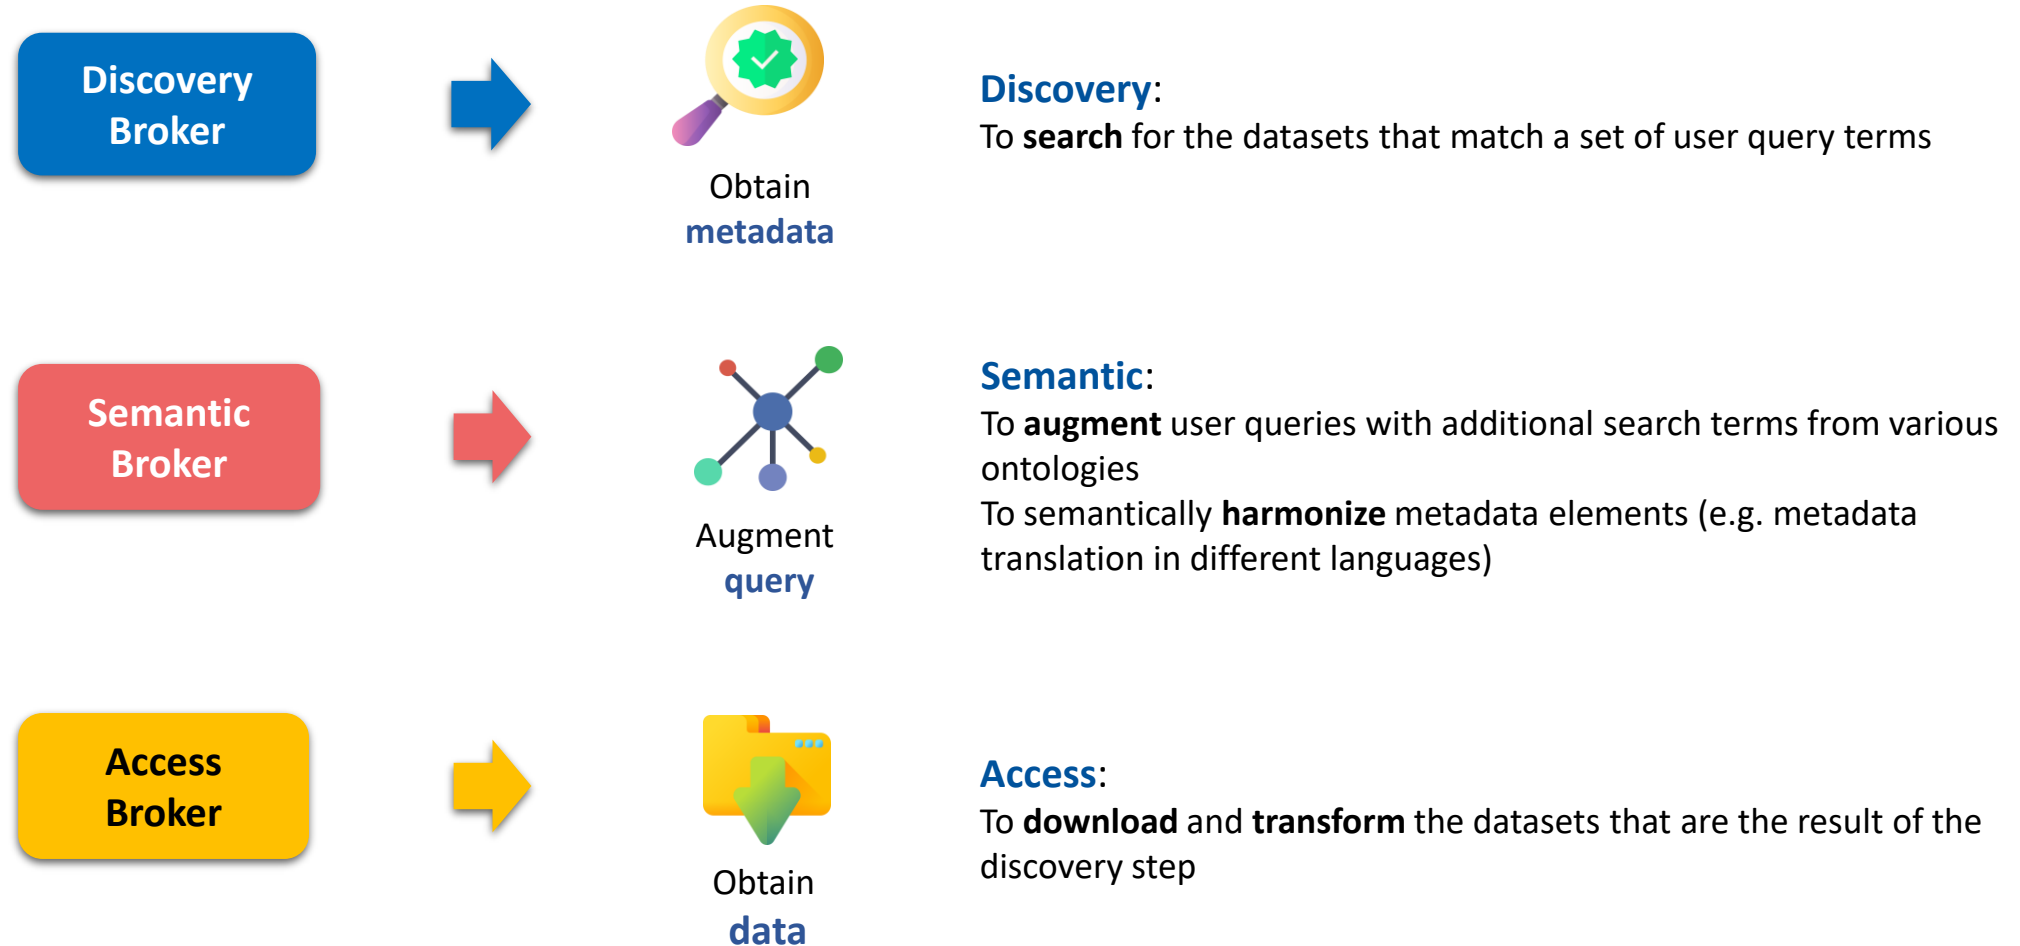 Discovery
Broker
Obtain
metadata
Discovery:
To search for the datasets that match a set of user query terms
Semantic
Broker
Augment
query
Semantic:
To augment user queries with additional search terms from various
ontologies
To semantically harmonize metadata elements (e.g. metadata
translation in different languages)
Access
Broker
Obtain
data
Access:
To download and transform the datasets that are the result of the
discovery step